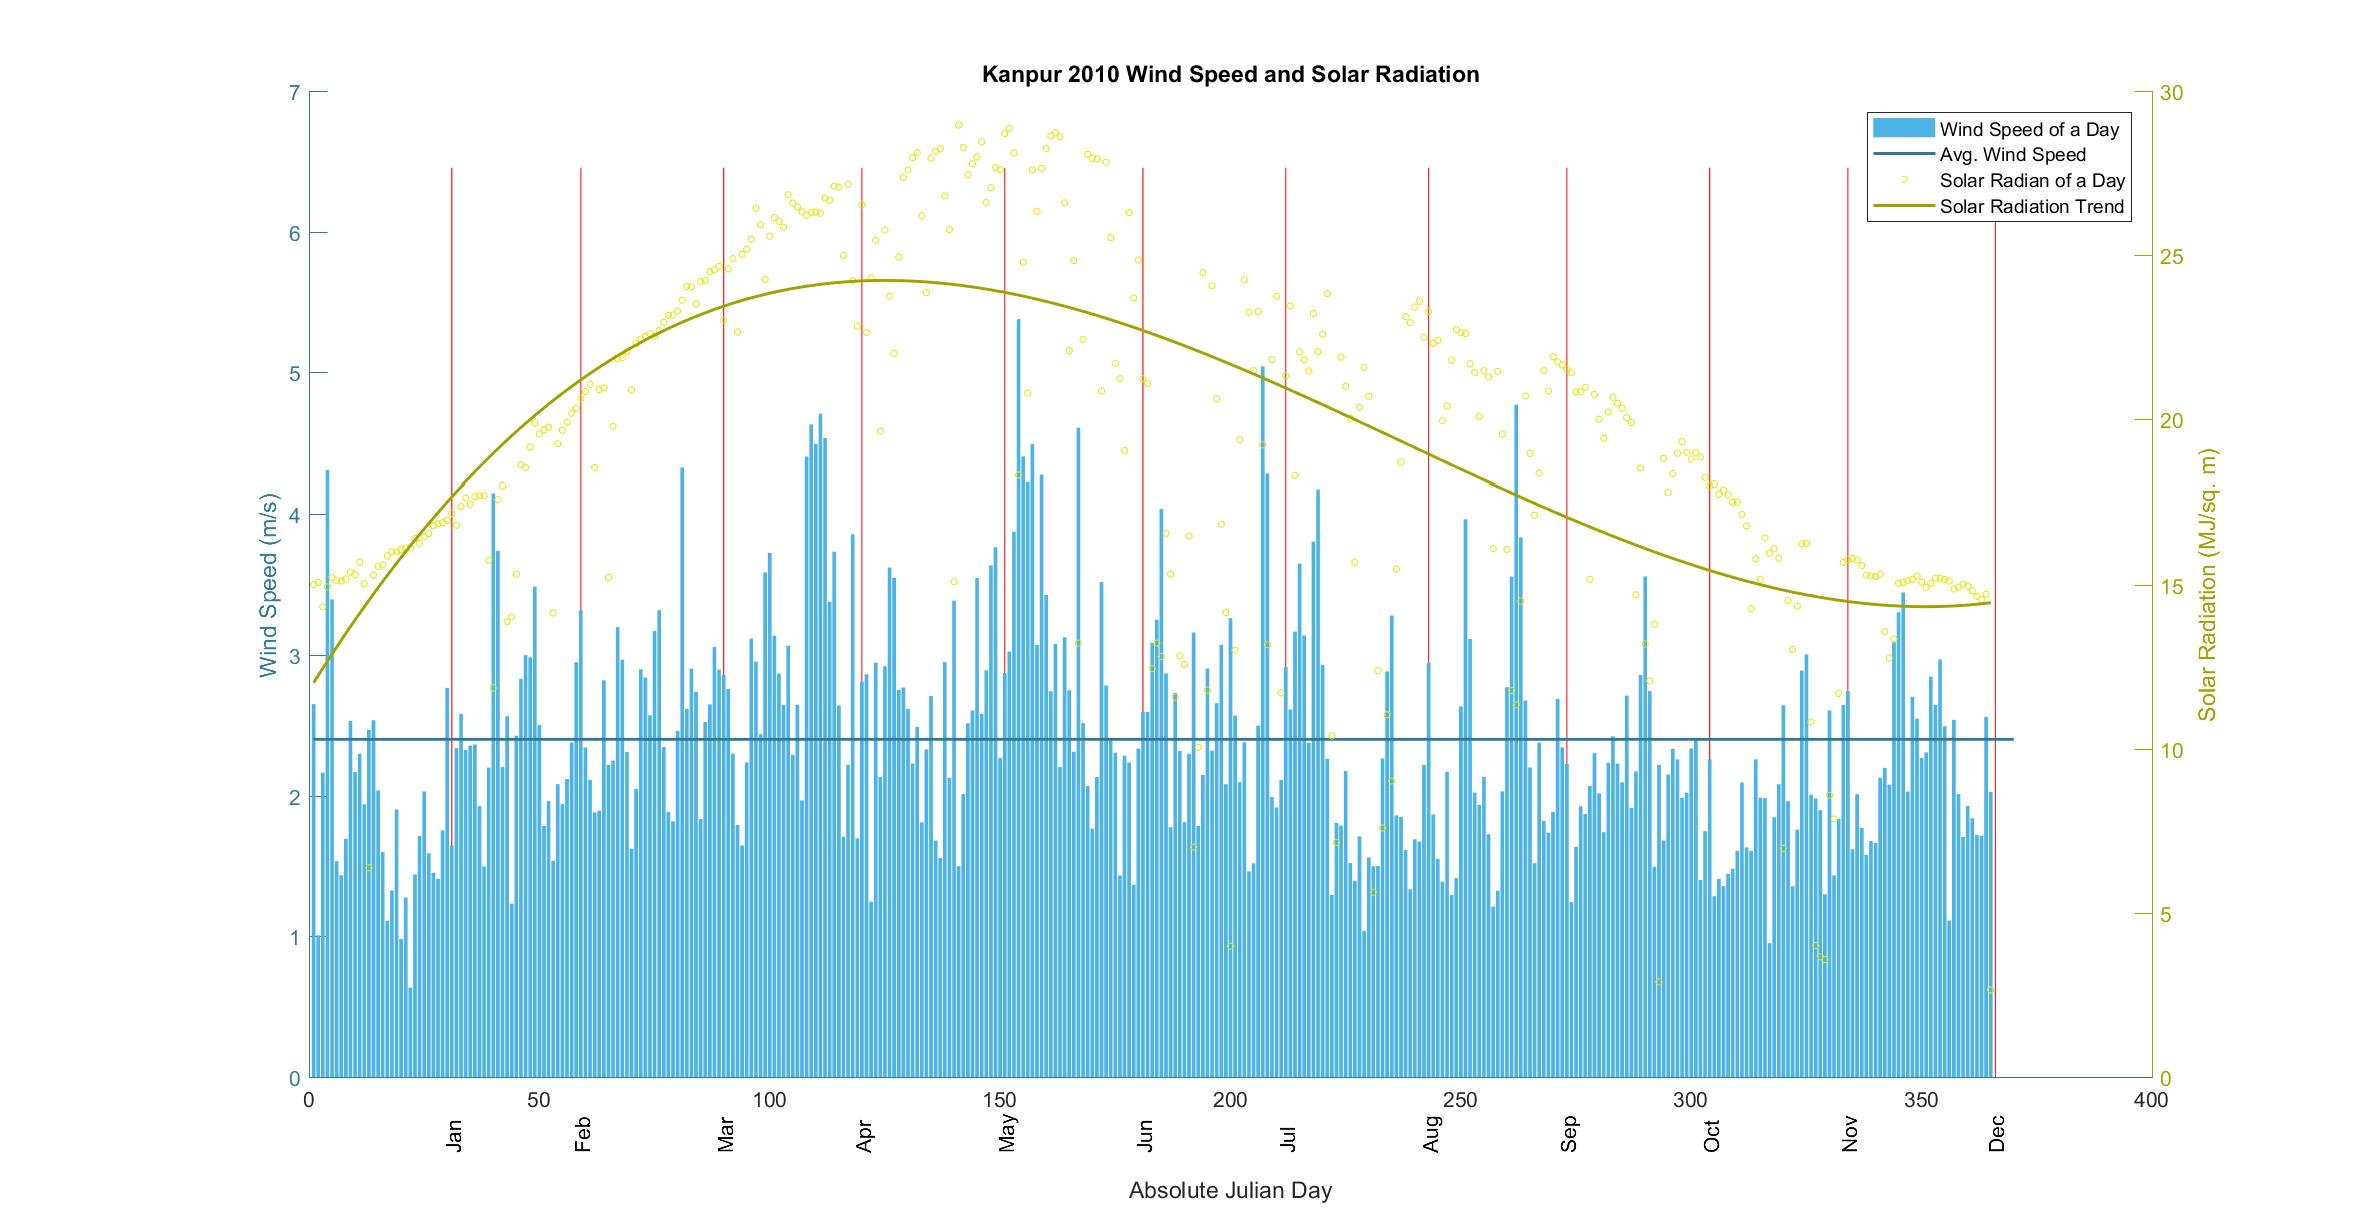 Kanpur 2010 Wind Speed and Solar Radiation
Wind Speed of a Day
Avg. Wind Speed
Solar Radian of a Day
Solar Radiation Trend
7
6
5
4
3
2
1
0
Wind Speed (m/s)
30
25
20
15
10
5
0
Solar Radiation (MJ/sq. m)
0 50 100 150 200 250 300 350 400
Jan Feb Mar Apr May Jun Jul Aug Sep Oct Nov Dec
Absolute Julian Day